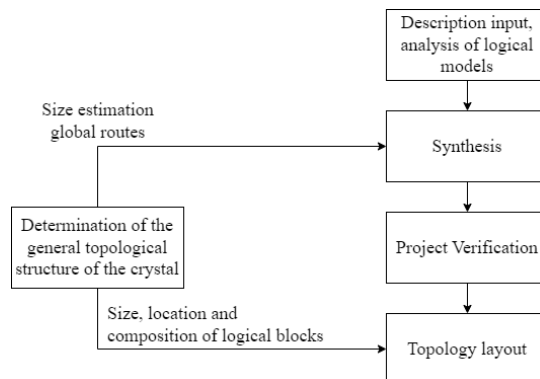 Description input,
analysis of logical
models
Size estimation
global routes
Synthesis
Determination of the
general topological
structure of the crystal
Project Verification
Size, location and
composition of logical blocks
Topology layout